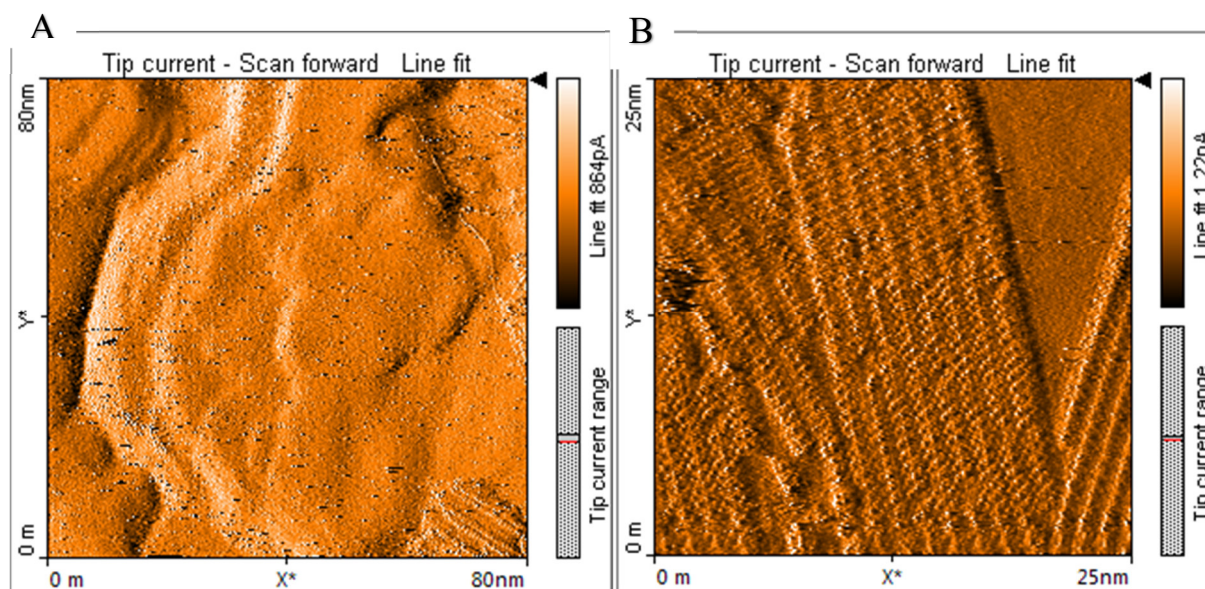 A
Tip current - Scan forward Line fit
80nm
Y*
0 m
0 m
X*
80nm
Line fit 864pA
Tip current range
B
Tip current - Scan forward Line fit
25nm
Y*
0 m
0 m
X*
25nm
Line fit 1.22pA
Tip current range